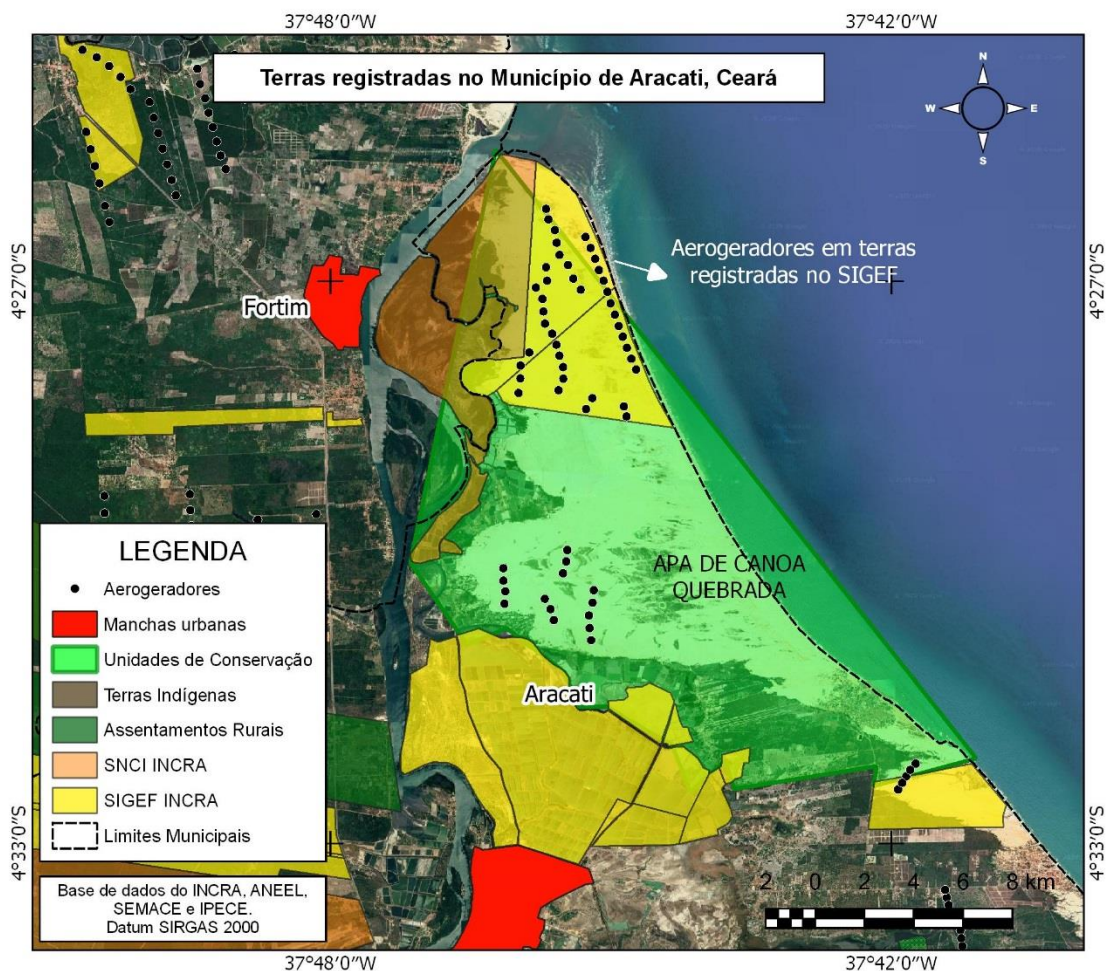 37°48′0″W
37°42′0″W
Terras registradas no Município de Aracati, Ceará
N
W
E
S
4°27′0″S
4°27′0″S
Aerogeradores em terras
registradas no SIGEF
Fortim
APA DE CANOA
QUEBRADA
Aracati
LEGENDA
Aerogeradores
Manchas urbanas
Unidades de Conservação
Terras Indígenas
Assentamentos Rurais
SNCI INCRA
SIGEF INCRA
Limites Municipais
4°33′0″S
4°33′0″S
Base de dados do INCRA, ANEEL,
SEMACE e IPECE.
Datum SIRGAS 2000
2 0 2 4 6 8 km
37°48′0″W
37°42′0″W